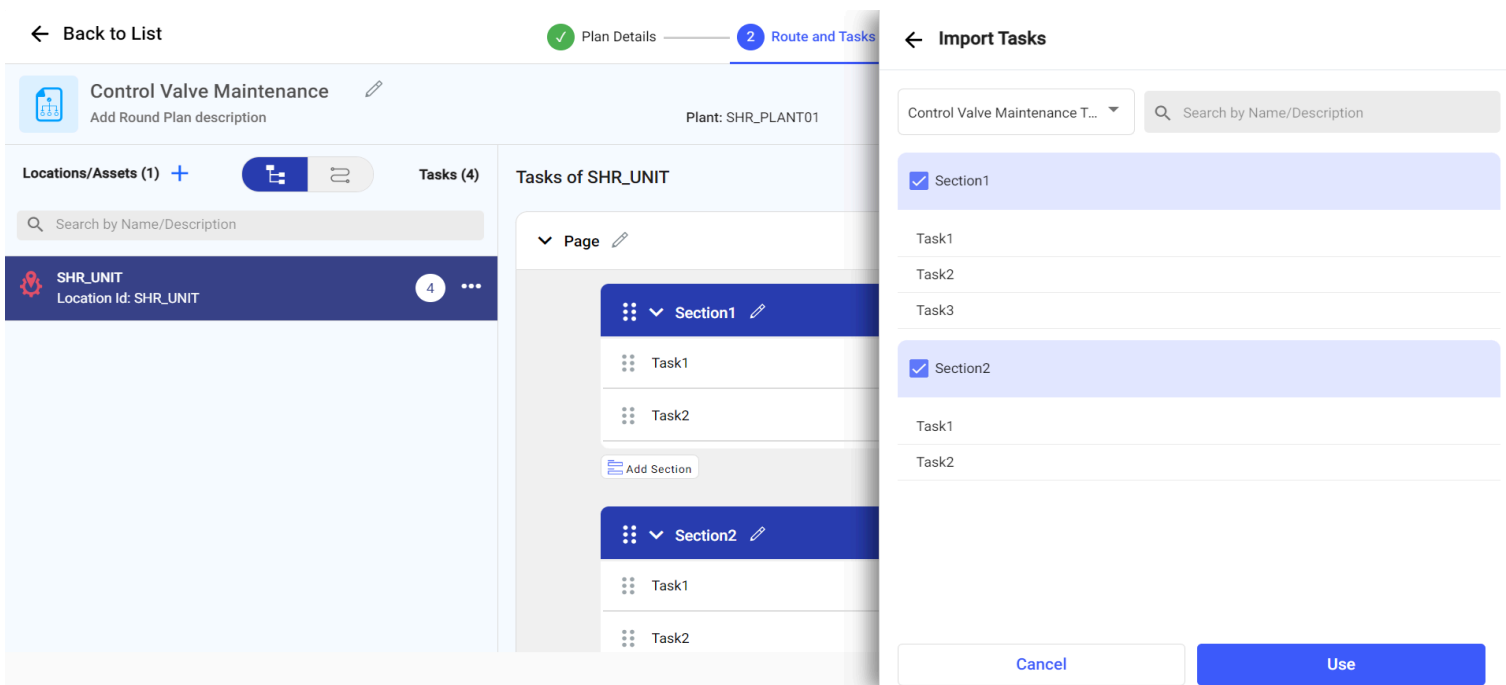 Back to List
Plan Details
2 Route and Tasks
Control Valve Maintenance
Add Round Plan description
Plant: SHR_PLANT01
Locations/Assets (1) +
Tasks (4)
Search by Name/Description
SHR_UNIT
Location Id: SHR_UNIT
4
Tasks of SHR_UNIT
Page
Section1
Task1
Task2
Add Section
Section2
Task1
Task2
Import Tasks
Control Valve Maintenance T...
Search by Name/Description
Section1
Task1
Task2
Task3
Section2
Task1
Task2
Cancel
Use